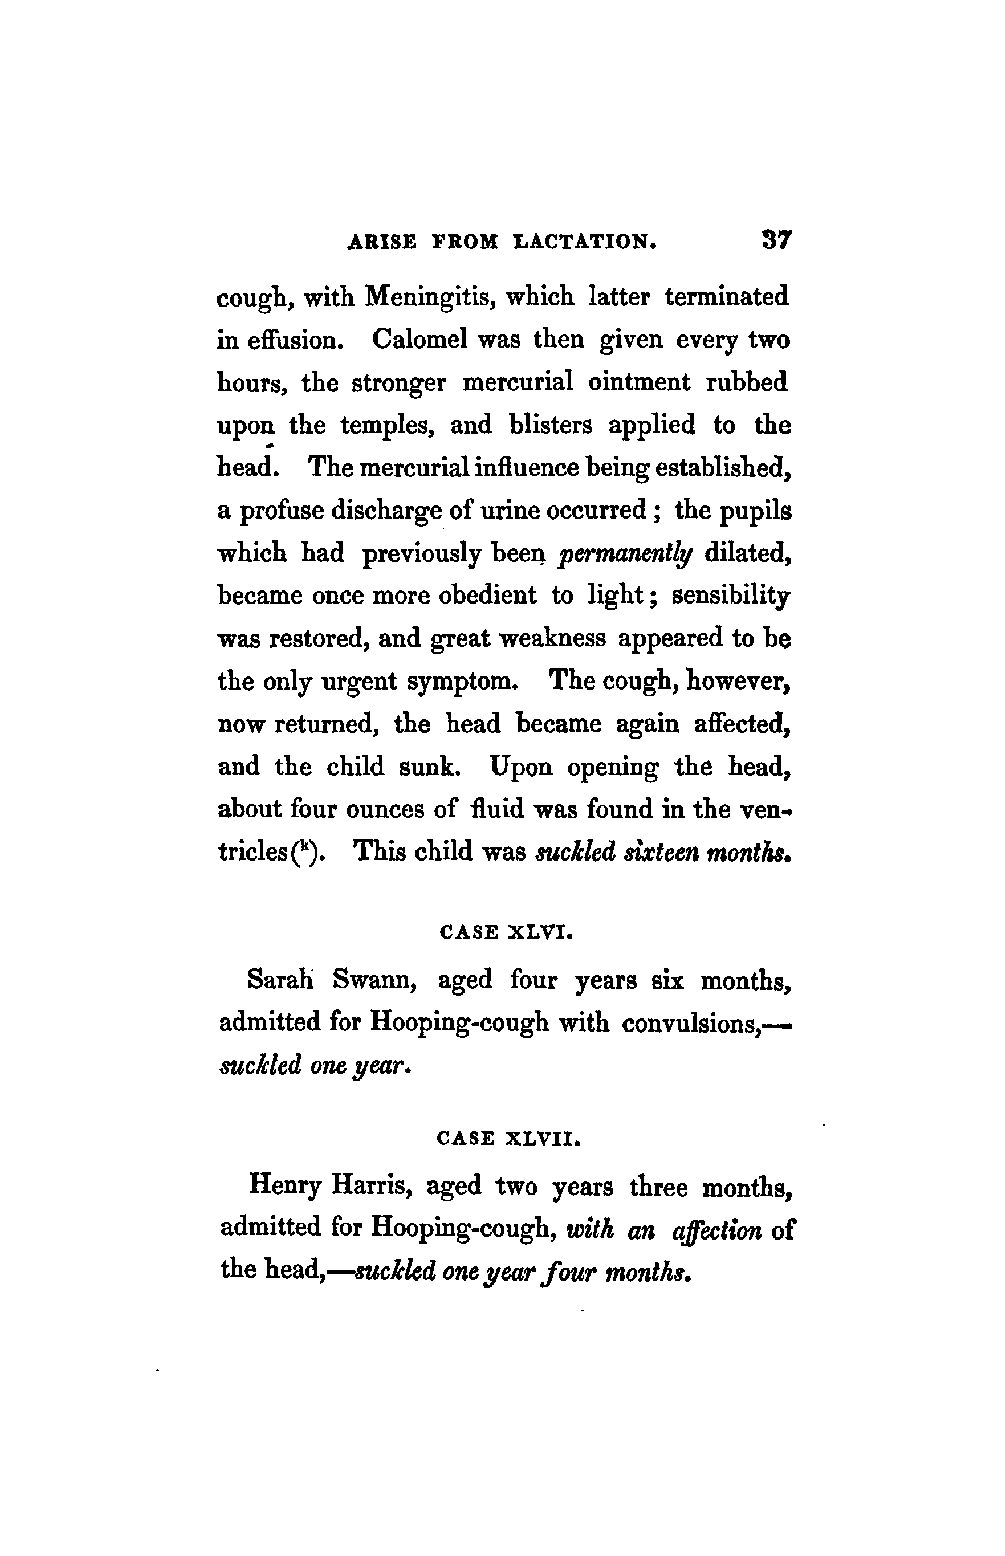 ARISE FROM LACTATION. 37
cough, with Meningitis, which latter terminated
in effusion. Calomel was then given every two
hours, the stronger mercurial ointment rubbed
upon the temples, and blisters applied to the
head. The mercurial influence being established,
a profuse discharge of urine occurred; the pupils
which had previously been permanently dilated,
became once more obedient to light; sensibility
was restored, and great weakness appeared to be
the only urgent symptom. The cough, however,
now returned, the head became again affected,
and the child sunk. Upon opening the head,
about four ounces of fluid was found in the ven-
tricles(k). This child was suckled sixteen months.
CASE XLVI.
Sarah Swann, aged four years six months,
admitted for Hooping-cough with convulsions,—
suckled one year.
CASE XLVII.
Henry Harris, aged two years three months,
admitted for Hooping-cough, with an affection of
the head,—suckled one year four months.